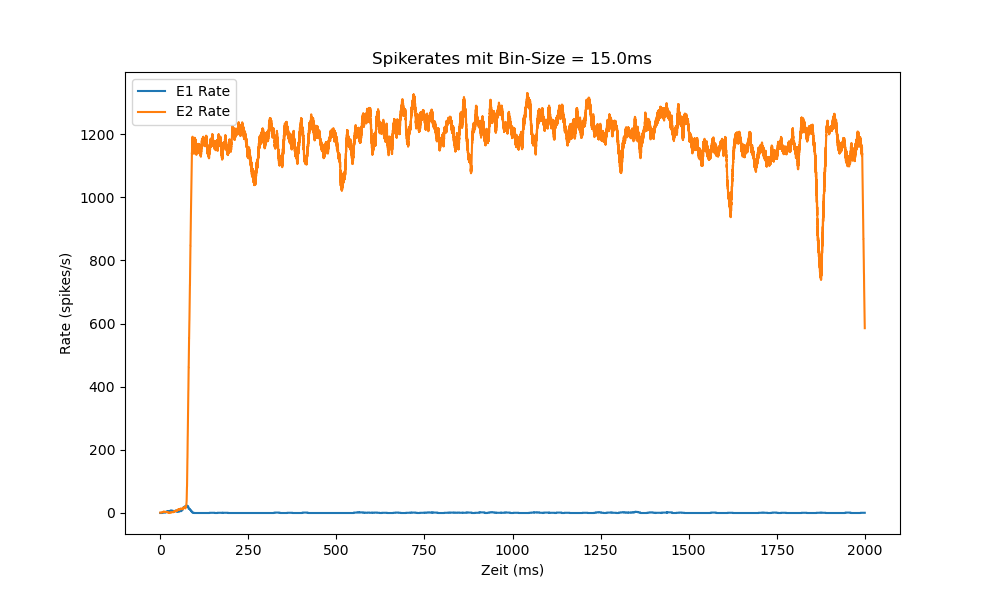 Spikerates mit Bin-Size = 15.0ms
E1 Rate
E2 Rate
Rate (spikes/s)
1200
1000
800
600
400
200
0
0 250 500 750 1000 1250 1500 1750 2000
Zeit (ms)